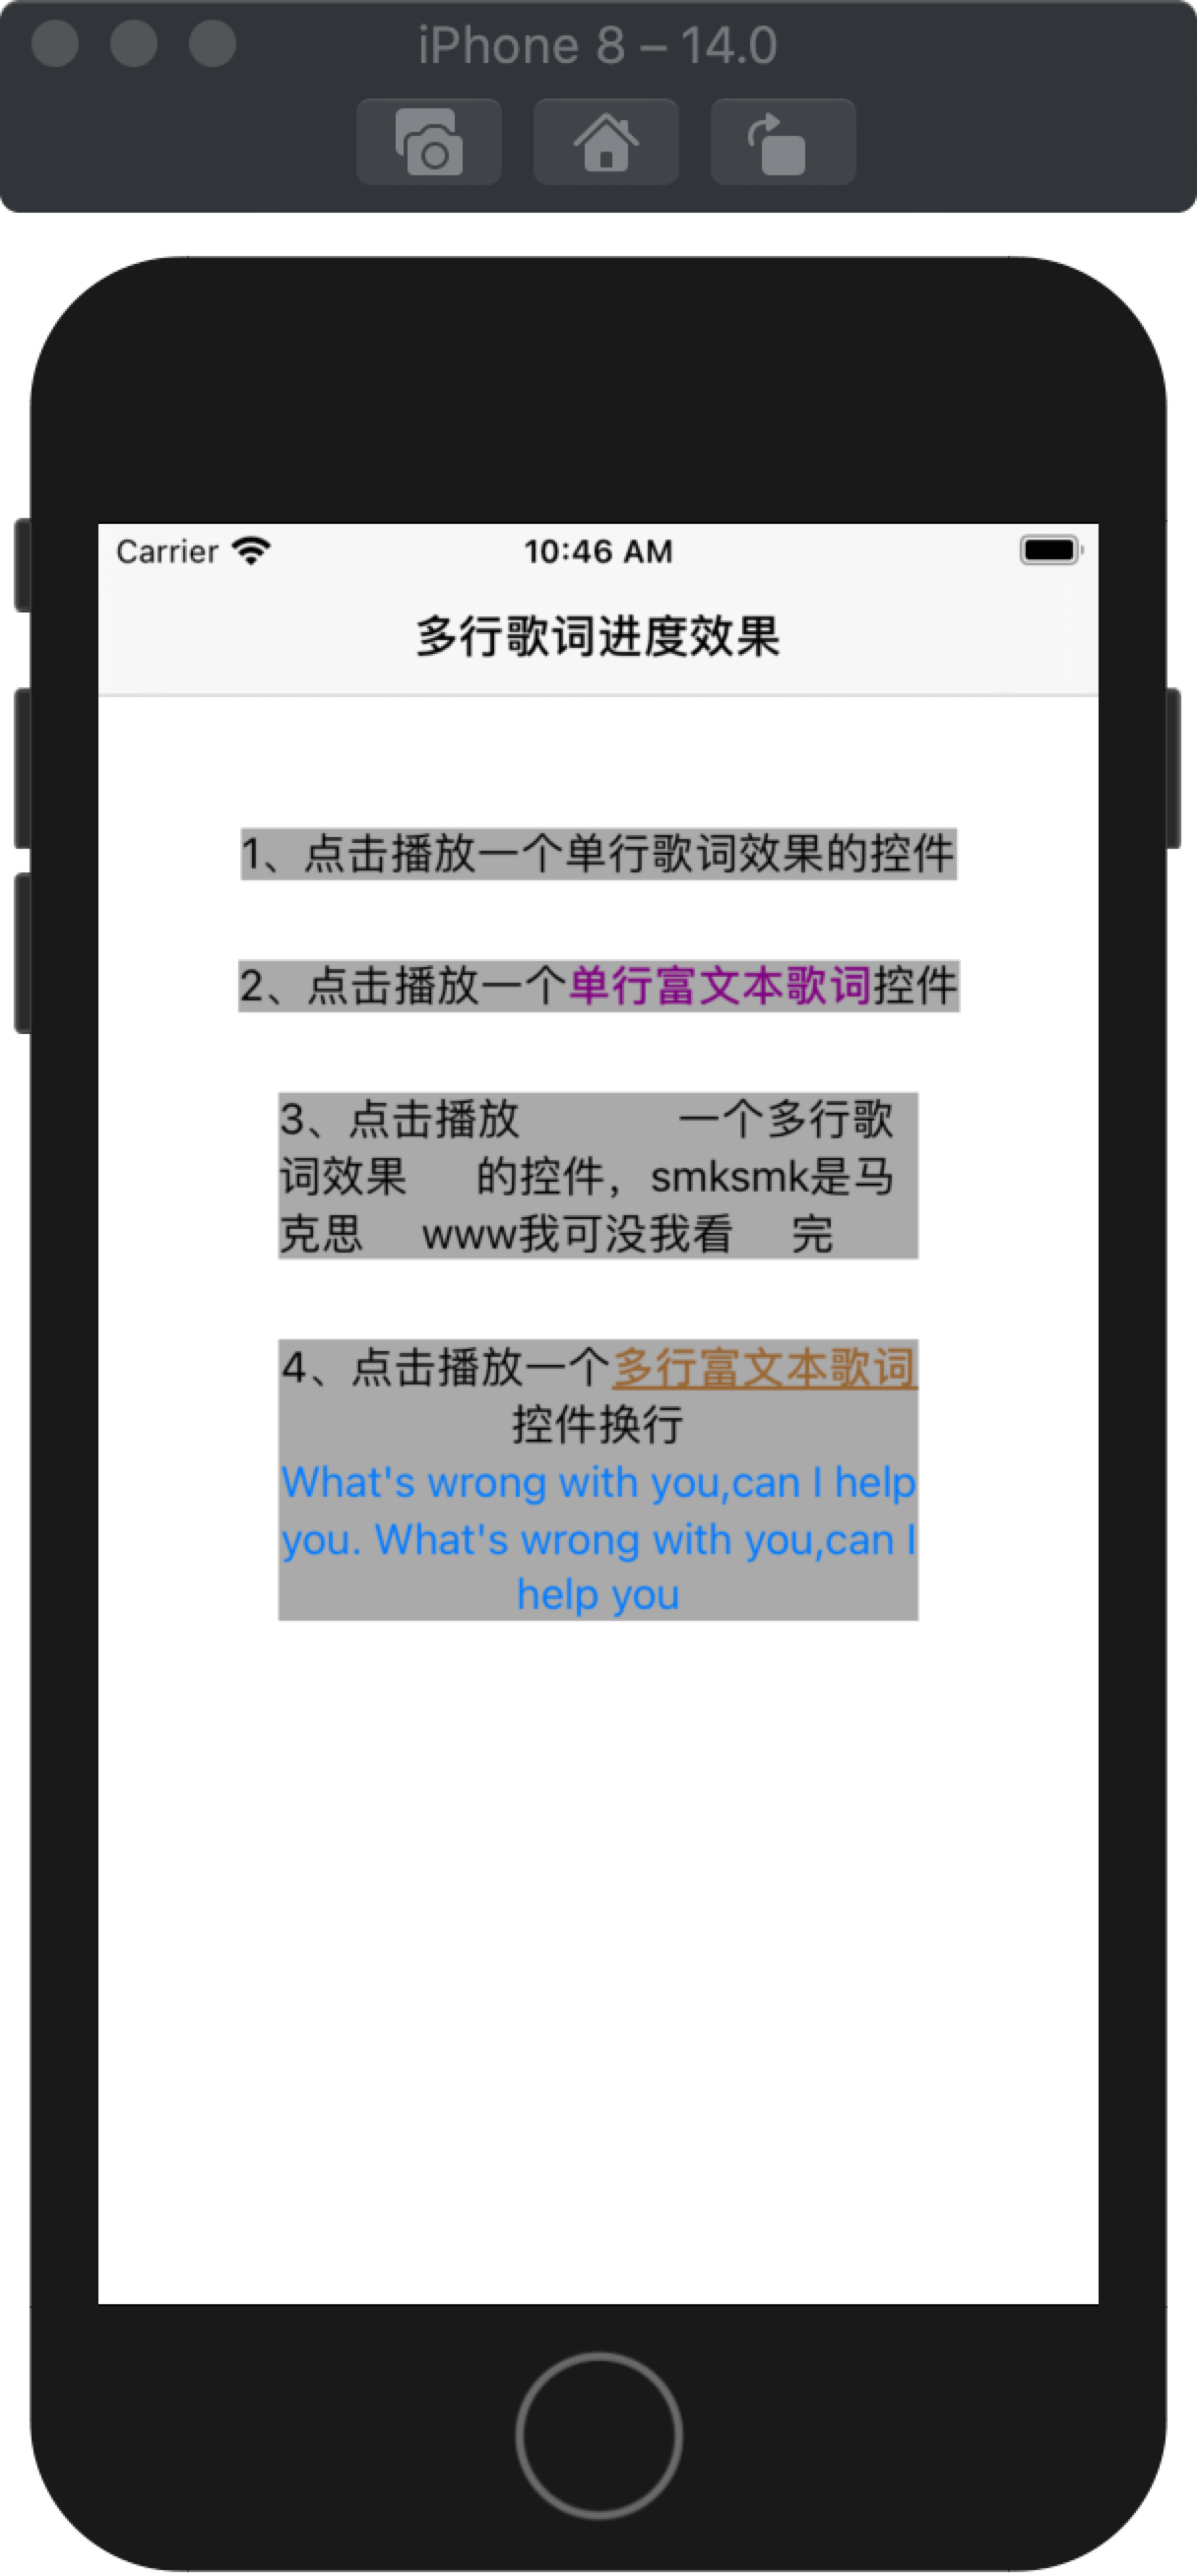 iPhone 8 – 14.0
Carrier 10:46 AM
多行歌词进度效果
1、点击播放一个单行歌词效果的控件
2、点击播放一个单行富文本歌词控件
3、点击播放 一个多行歌
词效果 的控件，smksmk是马
克思 www我可没我看 完
4、点击播放一个多行富文本歌词
控件换行
What's wrong with you,can I help
you. What's wrong with you,can I
help you